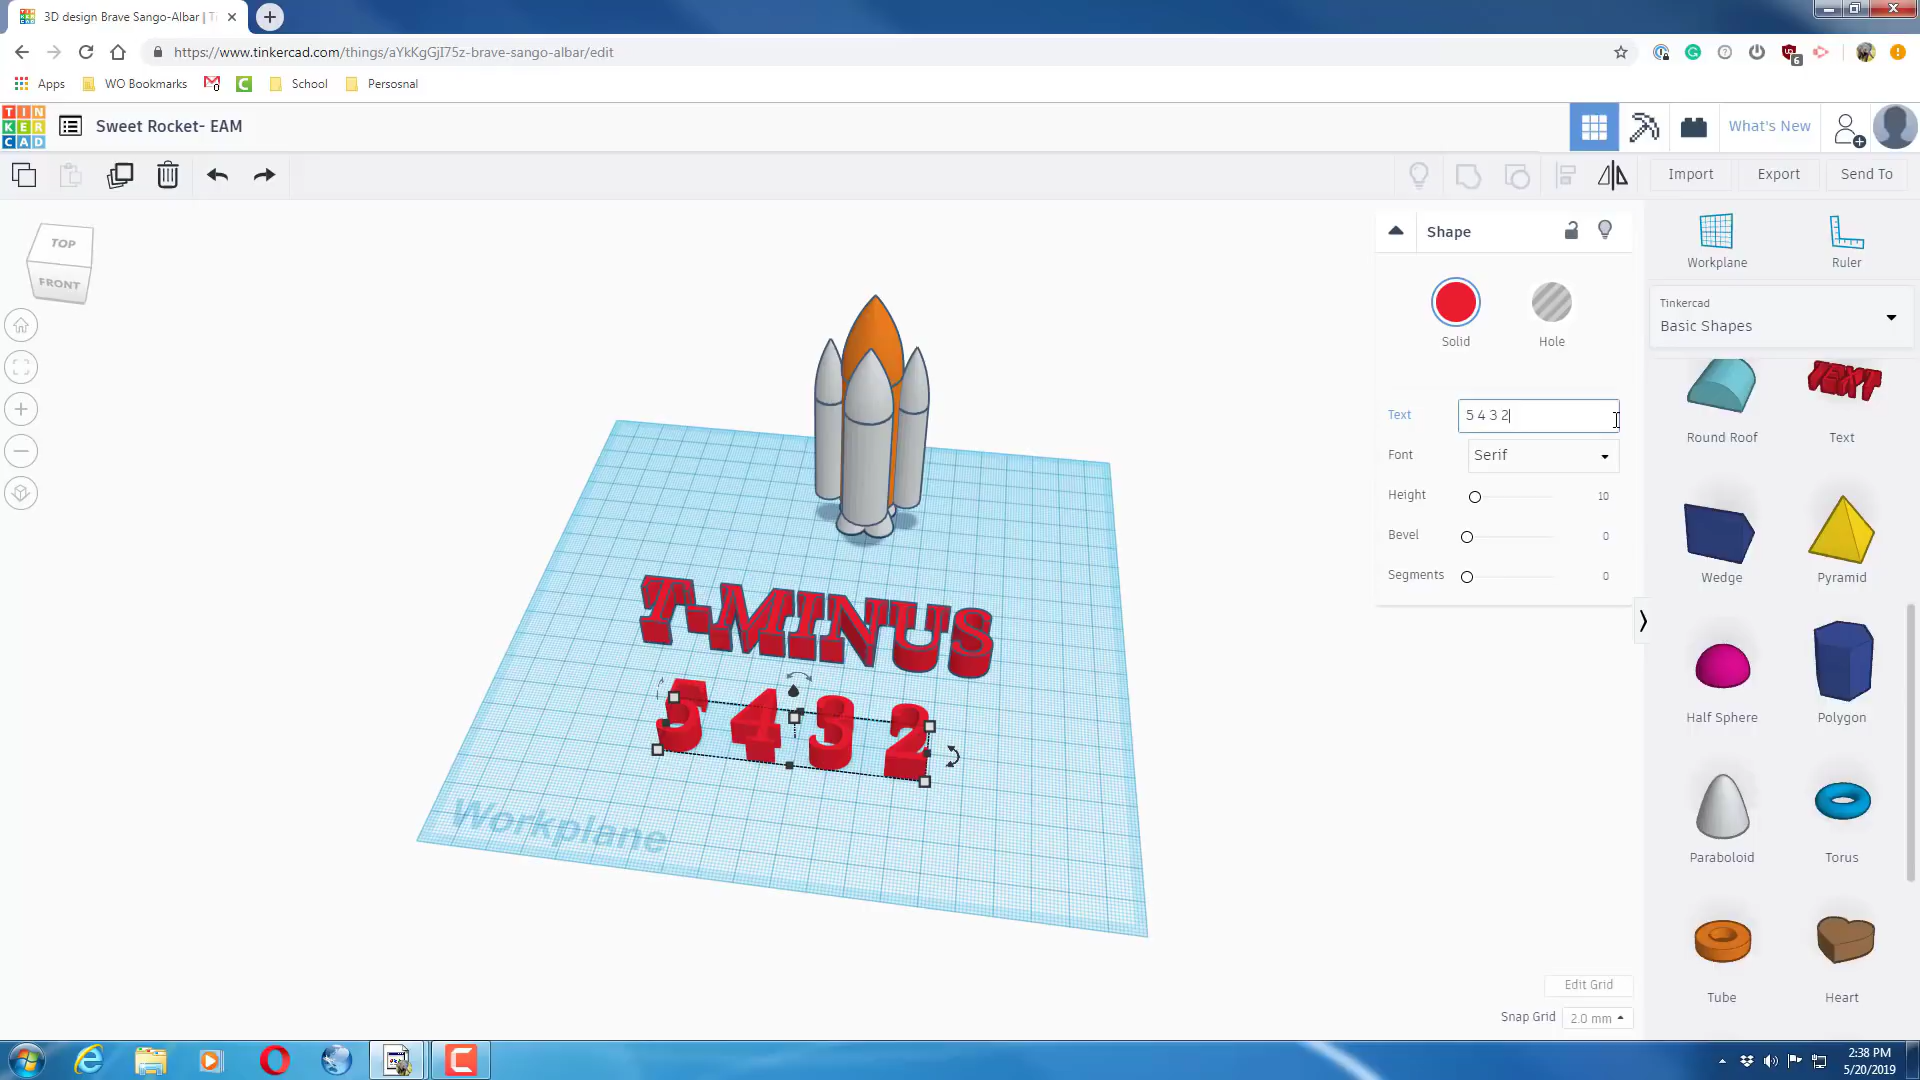 3D design Brave Sango-Albar | T
https://www.tinkercad.com/things/aYkKgGjI75z-brave-sango-albar/edit
6
Apps
WO Bookmarks
0
School
Persosnal
TIN
KER
CAD
Sweet Rocket- EAM
What's New
Import
Export
Send To
TOP
FRONT
Shape
Solid
Hole
Text
5 4 3 2
Font
Serif
Height
10
Bevel
0
Segments
0
Workplane
Ruler
Tinkercad
Basic Shapes
TEXT
Round Roof
Text
Wedge
Pyramid
Half Sphere
Polygon
Paraboloid
Torus
Tube
Heart
T-MINUS
5 4 3 2
Workplane
Edit Grid
Snap Grid
2.0 mm
2:38 PM
5/20/2019